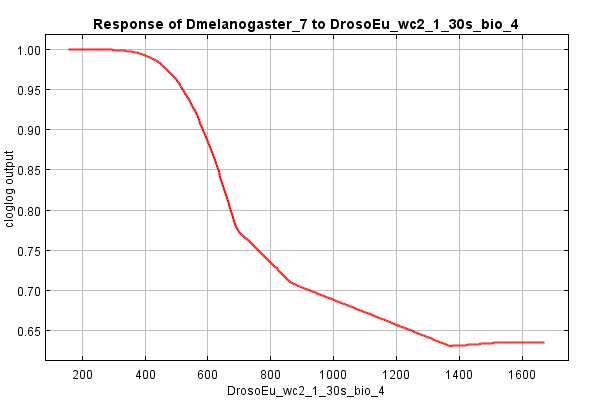 Response of Dmelanogaster_7 to DrosoEu_wc2_1_30s_bio_4
cloglog output
1.00
0.95
0.90
0.85
0.80
0.75
0.70
0.65
200 400 600 800 1000 1200 1400 1600
DrosoEu_wc2_1_30s_bio_4